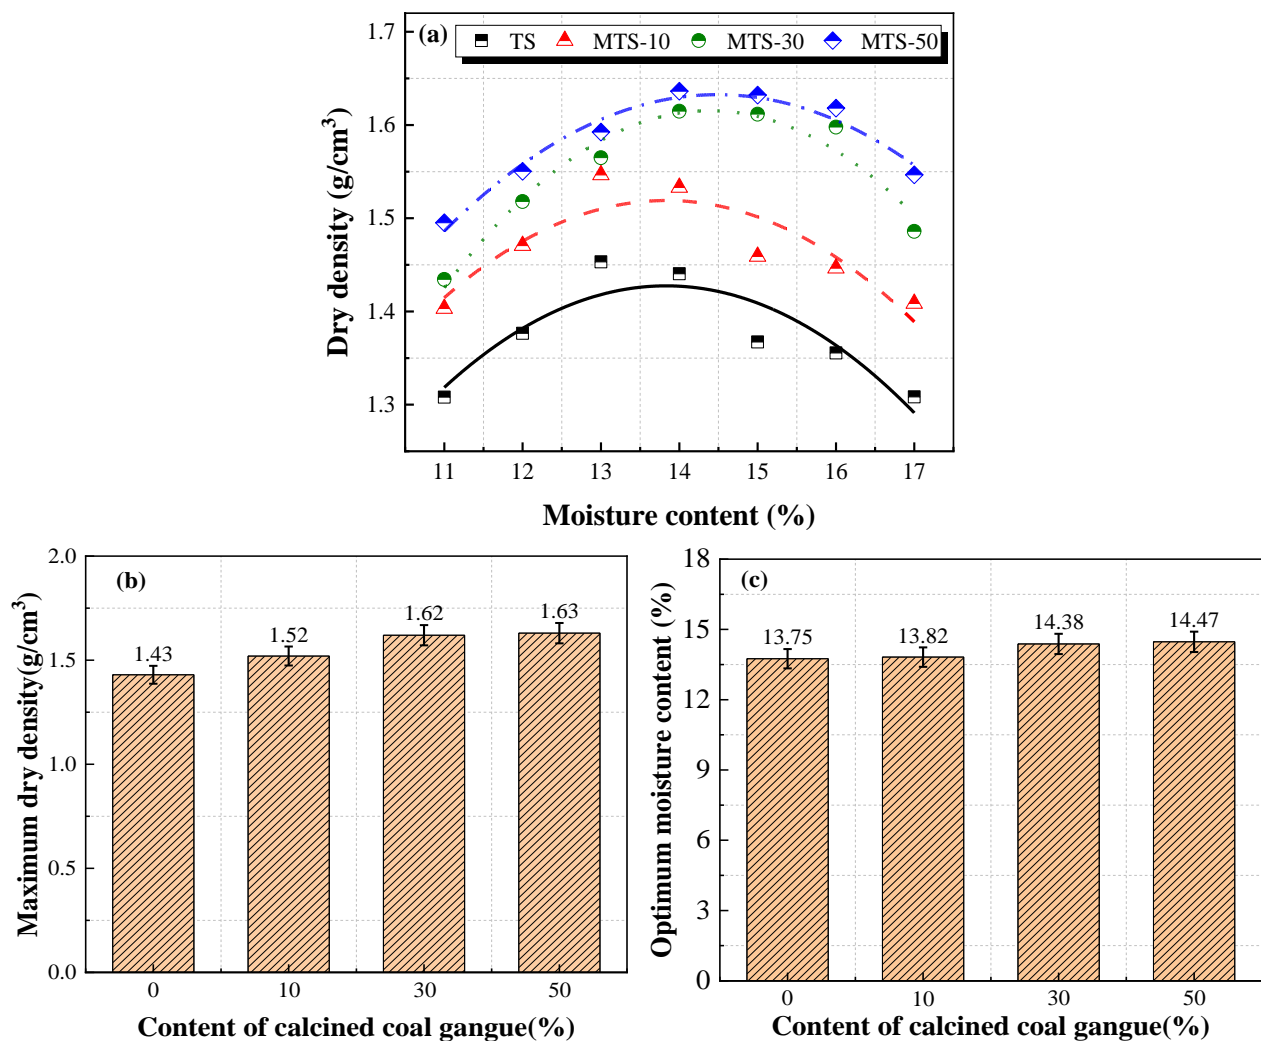 (a) TS MTS-10 MTS-30 MTS-50
1.7
1.6
1.5
1.4
1.3
Dry density (g/cm³)
11 12 13 14 15 16 17
Moisture content (%)
(b)
2.0
1.5
1.0
0.5
0.0
Maximum dry density(g/cm³)
1.43 1.52 1.62 1.63
0 10 30 50
Content of calcined coal gangue(%)
(c)
18
15
12
9
6
3
0
Optimum moisture content (%)
13.75 13.82 14.38 14.47
0 10 30 50
Content of calcined coal gangue(%)